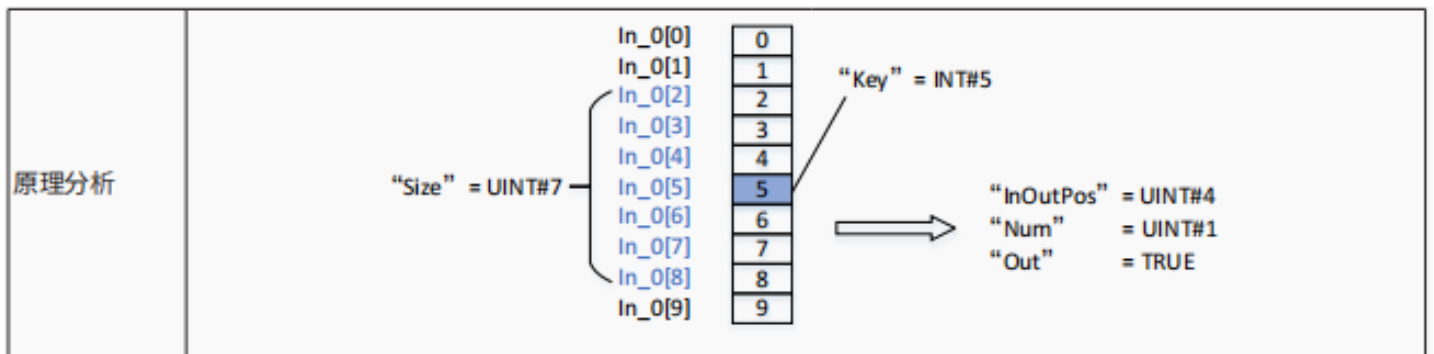 In_0[0] 0
In_0[1] 1
“Key” = INT#5
In_0[2] 2
In_0[3] 3
In_0[4] 4
原理分析
“Size” = UINT#7
In_0[5] 5
“InOutPos” = UINT#4
In_0[6] 6
“Num” = UINT#1
In_0[7] 7
“Out” = TRUE
In_0[8] 8
In_0[9] 9